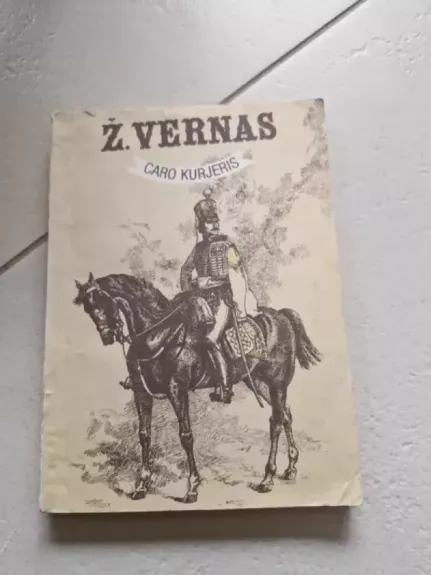 Ž. VERNAS
CARO KURJERIS